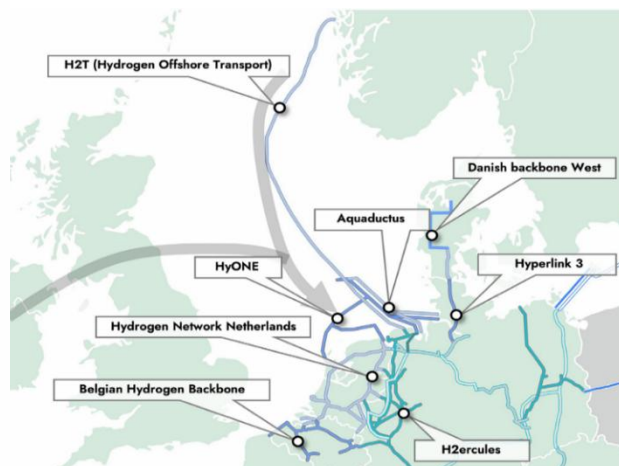 H2T (Hydrogen Offshore Transport)
Danish backbone West
Aquaductus
HyONE
Hyperlink 3
Hydrogen Network Netherlands
Belgian Hydrogen Backbone
H2ercules